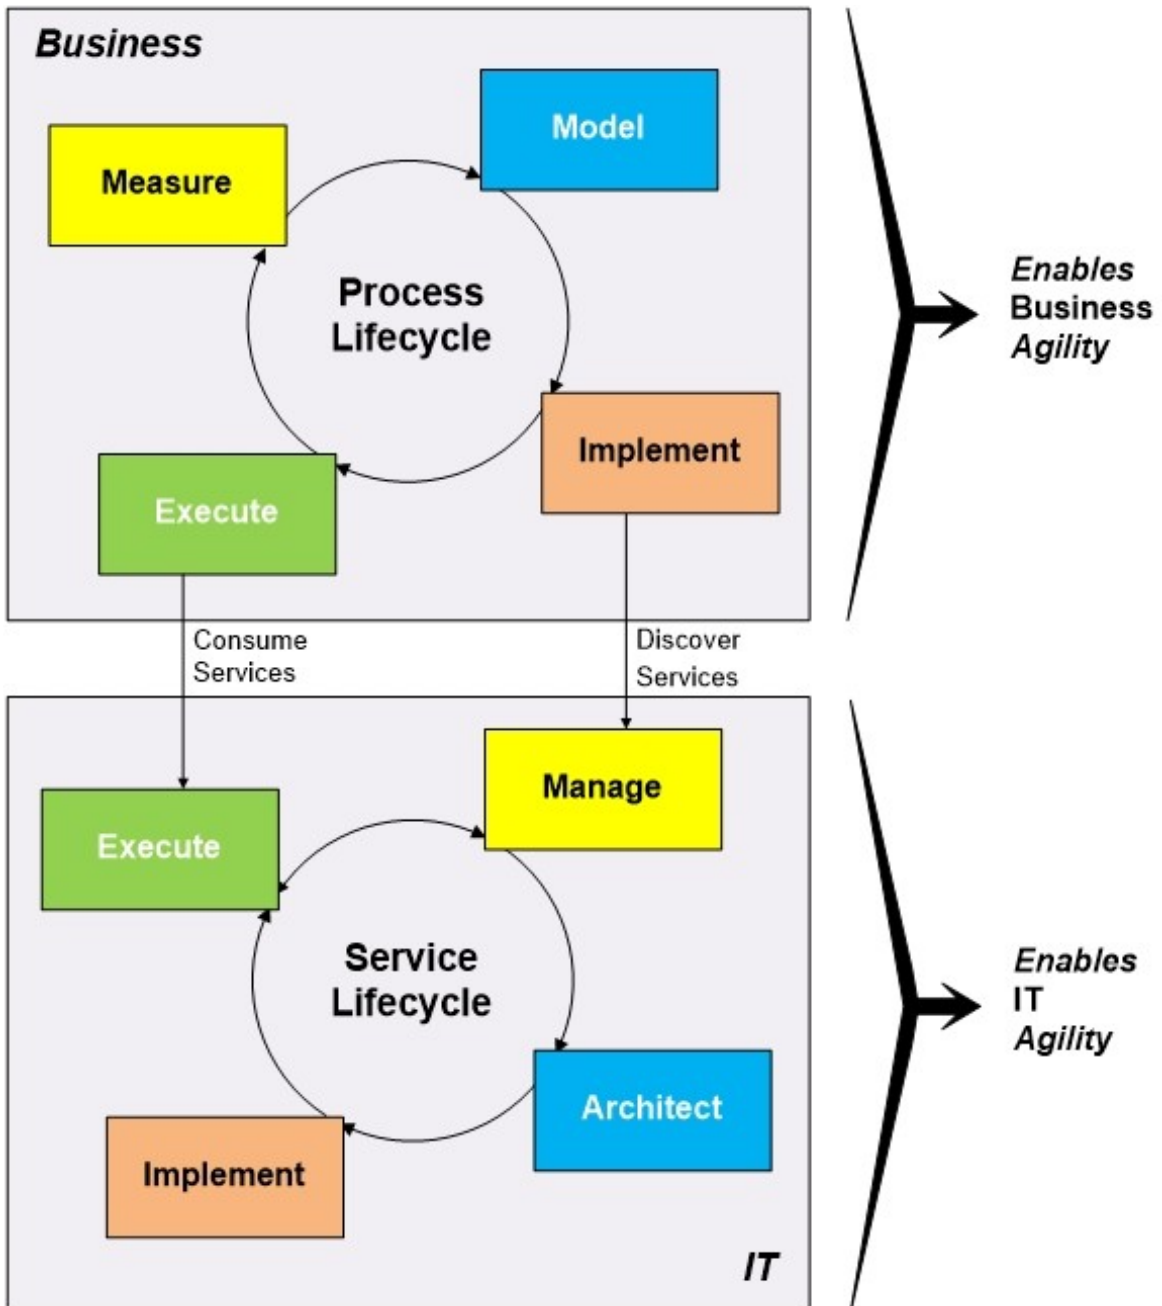 Business
Model
Measure
Process
Lifecycle
Enables
Business
Agility
Implement
Execute
Consume
Services
Discover
Services
Manage
Execute
Service
Lifecycle
Enables
IT
Agility
Architect
Implement
IT